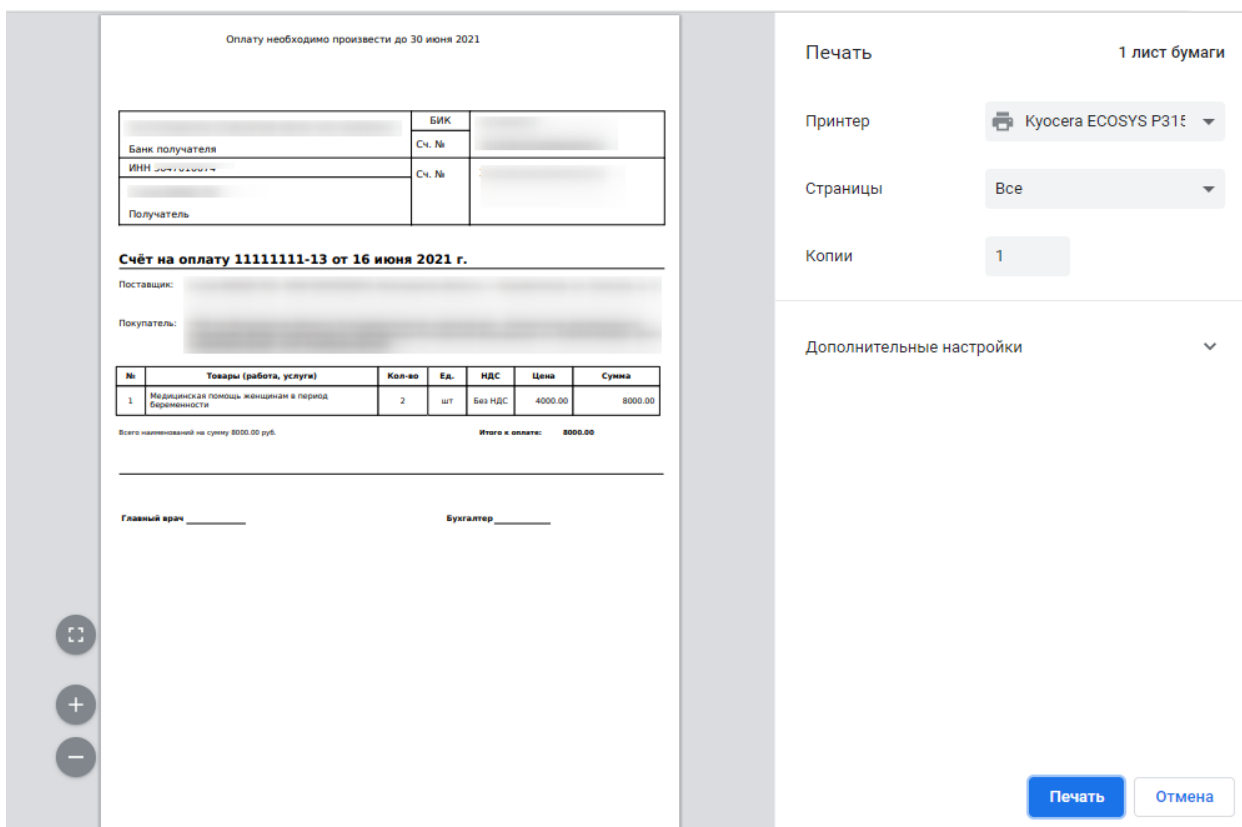 Оплату необходимо произвести до 30 июня 2021
БИК
Банк получателя
Сч. №
ИНН
Сч. №
Получатель
Счёт на оплату 11111111-13 от 16 июня 2021 г.
Поставщик:
Покупатель:
№ Товары (работа, услуги) Кол-во Ед. НДС Цена Сумма
1 Медицинская помощь женщинам в период беременности 2 шт Без НДС 4000.00 8000.00
Всего наименований на сумму 8000.00 руб. Итого к оплате: 8000.00
Главный врач Бухгалтер
Печать 1 лист бумаги
Принтер Kyocera ECOSYS P315
Страницы Все
Копии 1
Дополнительные настройки
Печать Отмена